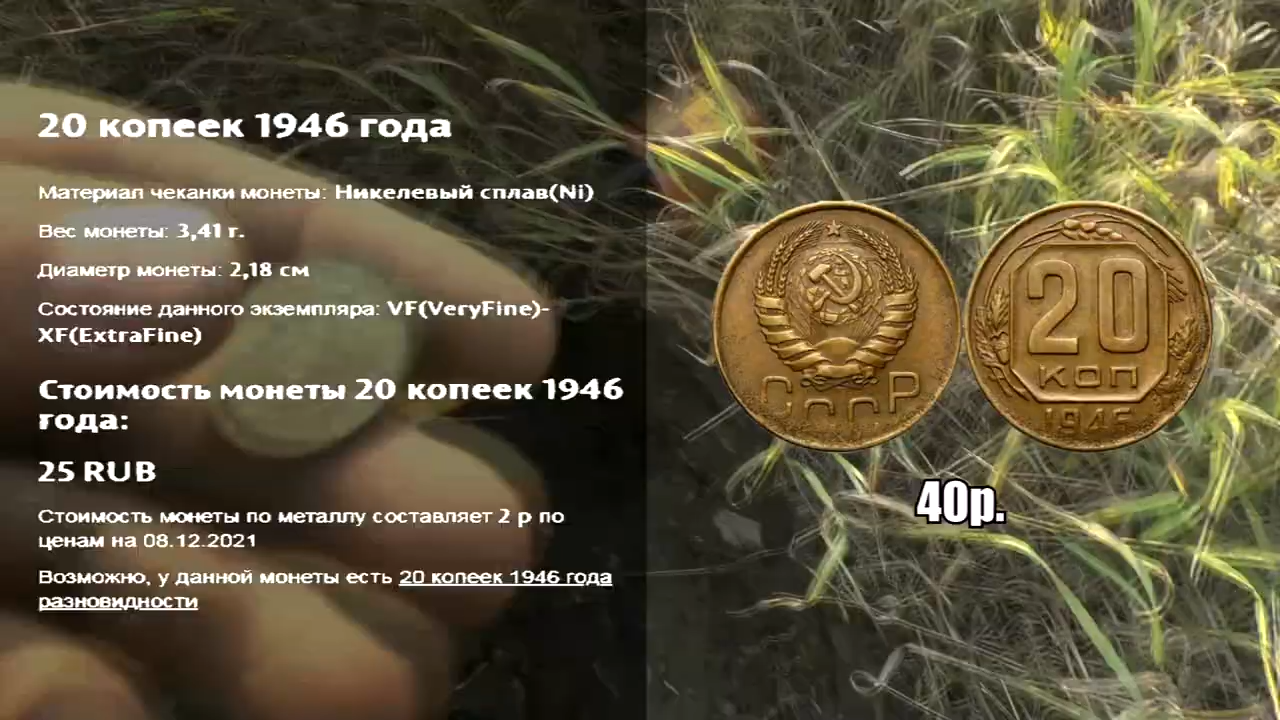 20 копеек 1946 года
Материал чеканки монеты: Никелевый сплав(Ni)
Вес монеты: 3,41 г.
Диаметр монеты: 2,18 см
Состояние данного экземпляра: VF(VeryFine)-
XF(ExtraFine)
Стоимость монеты 20 копеек 1946
года:
25 RUB
Стоимость монеты по металлу составляет 2 р по
ценам на 08.12.2021
Возможно, у данной монеты есть 20 копеек 1946 года
разновидности
СССР
20
КОП
1946
40р.